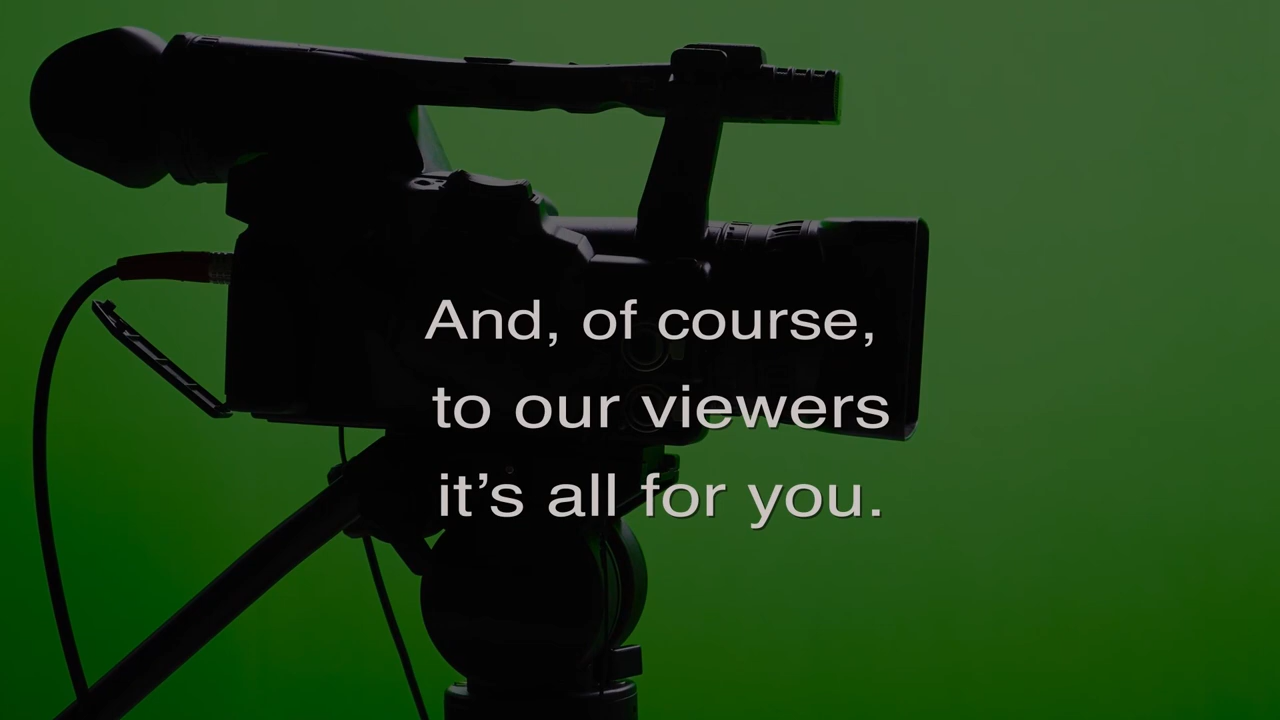 And, of course,
to our viewers
it’s all for you.